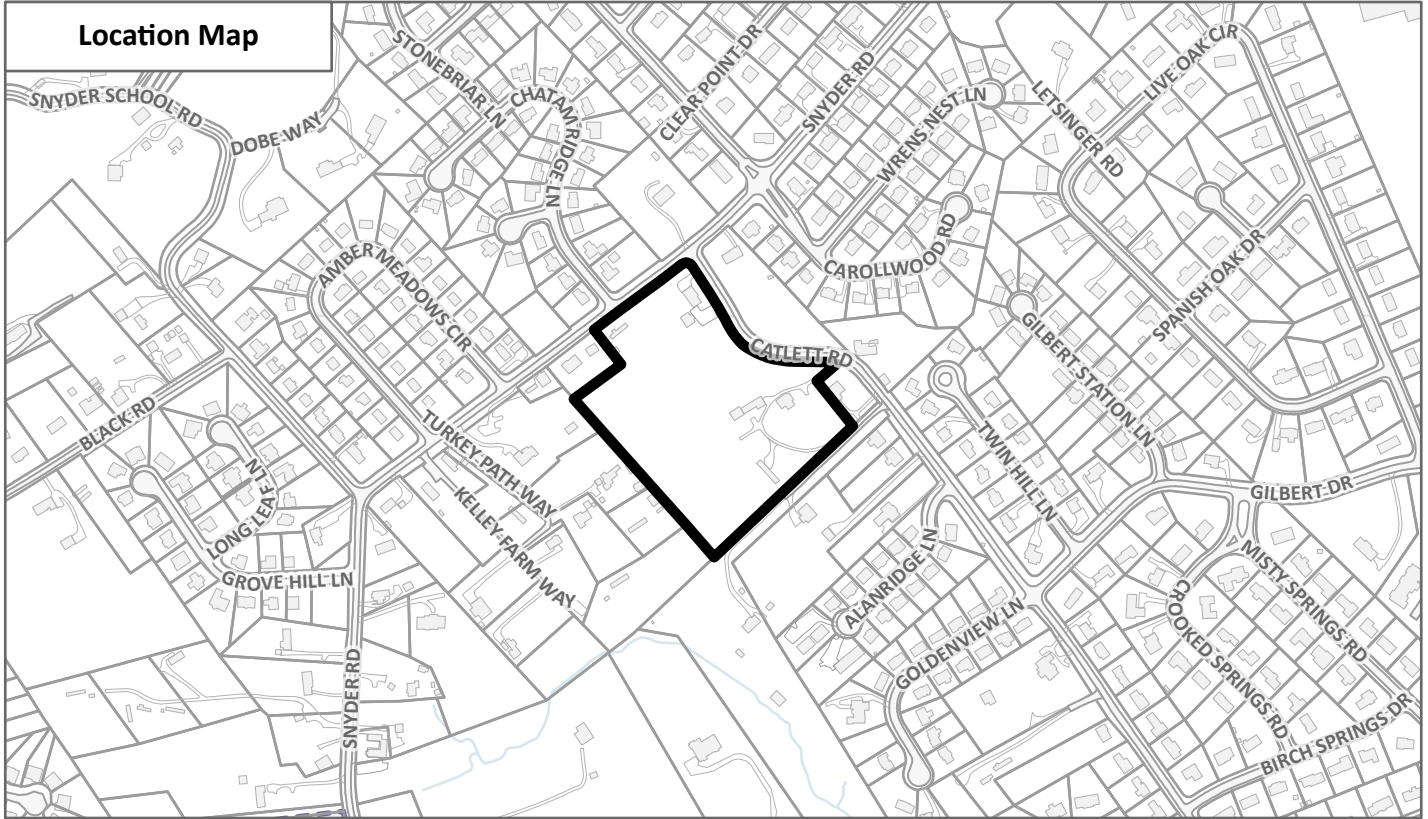 Location Map
STONEBRIAR LN
CLEAR POINT DR
SNYDER RD
LIVE OAK CIR
SNYDER SCHOOL RD
DOBE WAY
CHATAM RIDGE LN
WRENS NEST LN
LETSINGER RD
AMBER MEADOWS CIR
CAROLLWOOD RD
SPANISH OAK DR
GILBERT STATION LN
CATLETT RD
BLACK RD
TURKEY PATH WAY
TWIN HILL LN
LONG LEAF LN
KELLEY FARM WAY
GILBERT DR
GROVE HILL LN
ALANRIDGE LN
MISTY SPRINGS RD
GOLDENVIEW LN
CROOKED SPRINGS RD
SNYDER RD
BIRCH SPRINGS DR